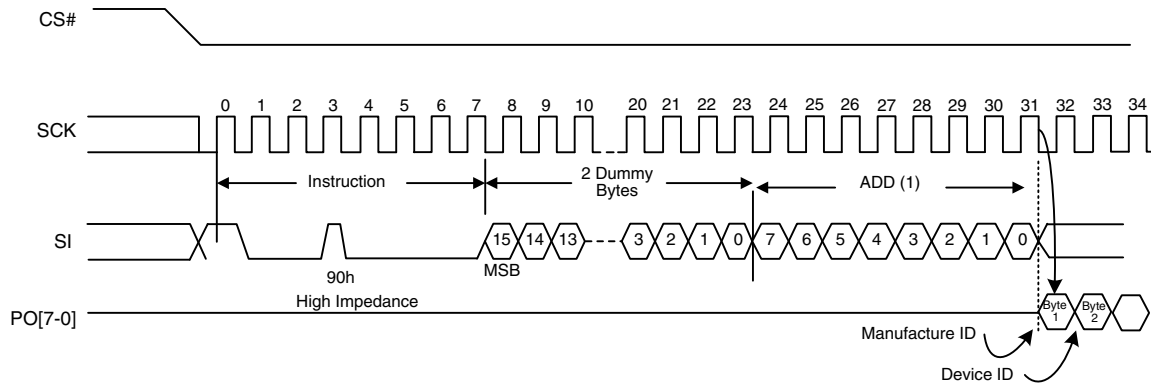 CS#
0 1 2 3 4 5 6 7 8 9 10 20 21 22 23 24 25 26 27 28 29 30 31 32 33 34
SCK
Instruction
2 Dummy
Bytes
ADD (1)
SI
15 14 13 3 2 1 0 7 6 5 4 3 2 1 0
MSB
90h
High Impedance
PO[7-0]
Byte
1
Byte
2
Manufacture ID
Device ID